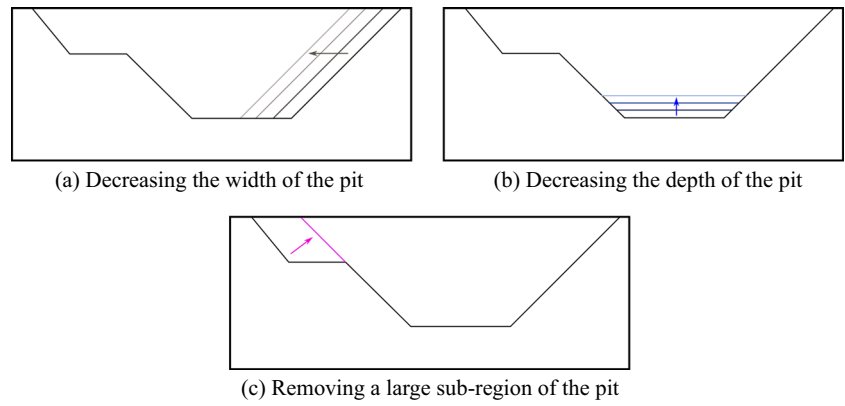 (a) Decreasing the width of the pit
(b) Decreasing the depth of the pit
(c) Removing a large sub-region of the pit